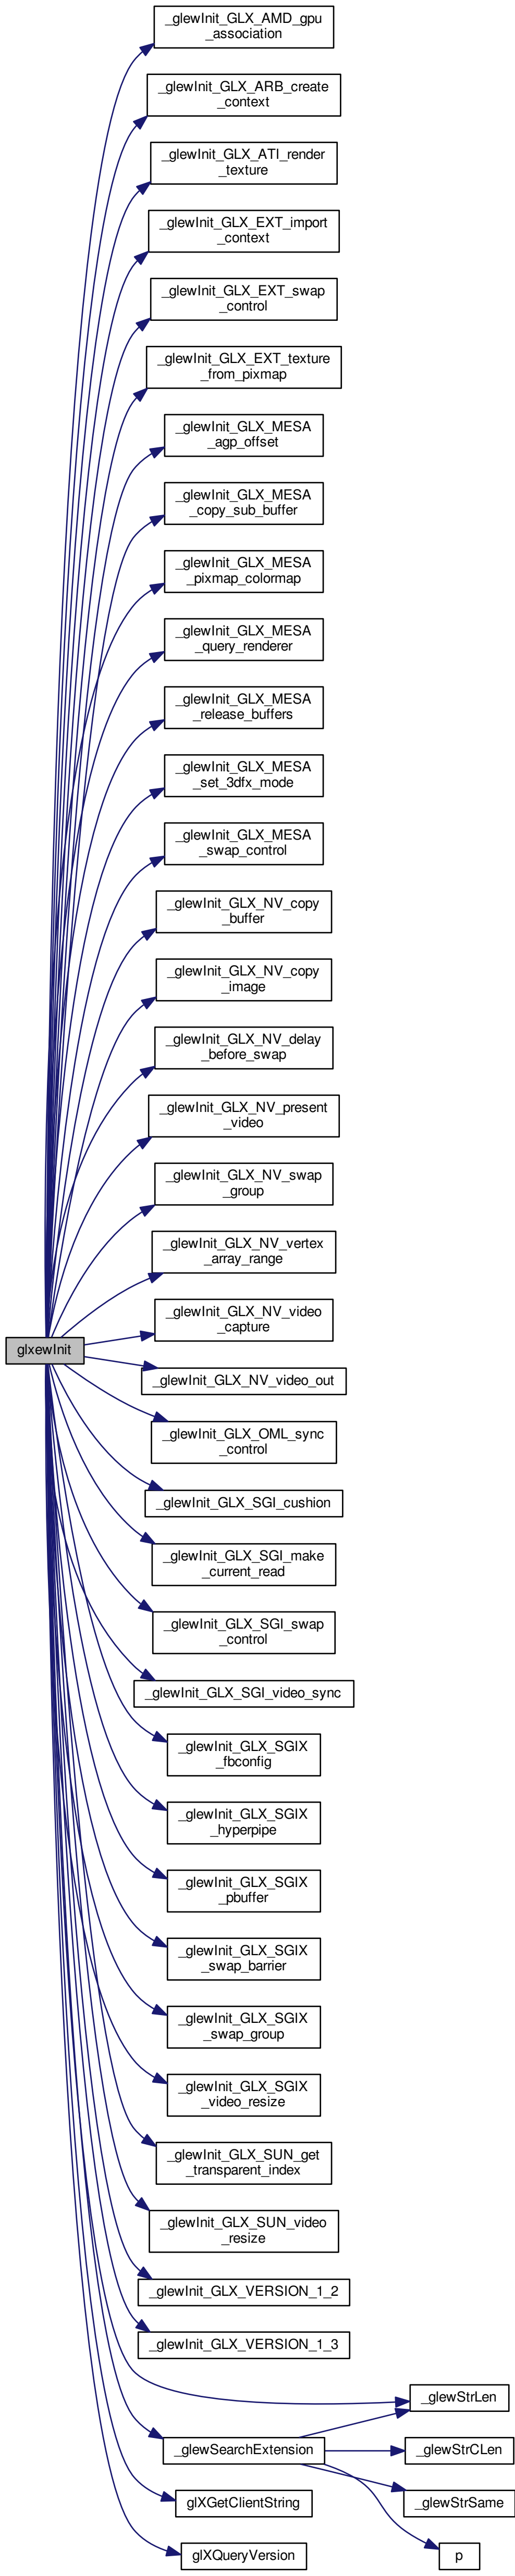 _glewInit_GLX_AMD_gpu
_association
_glewInit_GLX_ARB_create
_context
_glewInit_GLX_ATI_render
_texture
_glewInit_GLX_EXT_import
_context
_glewInit_GLX_EXT_swap
_control
_glewInit_GLX_EXT_texture
_from_pixmap
_glewInit_GLX_MESA
_agp_offset
_glewInit_GLX_MESA
_copy_sub_buffer
_glewInit_GLX_MESA
_pixmap_colormap
_glewInit_GLX_MESA
_query_renderer
_glewInit_GLX_MESA
_release_buffers
_glewInit_GLX_MESA
_set_3dfx_mode
_glewInit_GLX_MESA
_swap_control
_glewInit_GLX_NV_copy
_buffer
_glewInit_GLX_NV_copy
_image
_glewInit_GLX_NV_delay
_before_swap
_glewInit_GLX_NV_present
_video
_glewInit_GLX_NV_swap
_group
_glewInit_GLX_NV_vertex
_array_range
_glewInit_GLX_NV_video
_capture
glxewInit
_glewInit_GLX_NV_video_out
_glewInit_GLX_OML_sync
_control
_glewInit_GLX_SGI_cushion
_glewInit_GLX_SGI_make
_current_read
_glewInit_GLX_SGI_swap
_control
_glewInit_GLX_SGI_video_sync
_glewInit_GLX_SGIX
_fbconfig
_glewInit_GLX_SGIX
_hyperpipe
_glewInit_GLX_SGIX
_pbuffer
_glewInit_GLX_SGIX
_swap_barrier
_glewInit_GLX_SGIX
_swap_group
_glewInit_GLX_SGIX
_video_resize
_glewInit_GLX_SUN_get
_transparent_index
_glewInit_GLX_SUN_video
_resize
_glewInit_GLX_VERSION_1_2
_glewInit_GLX_VERSION_1_3
_glewStrLen
_glewSearchExtension
_glewStrCLen
_glewStrSame
glXGetClientString
glXQueryVersion
p